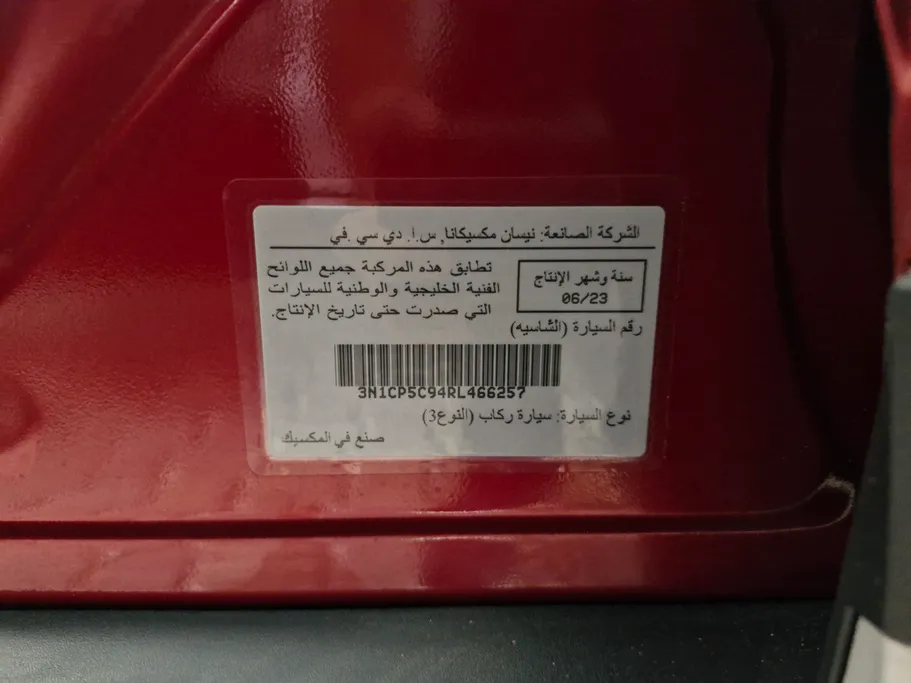 الشركة الصانعة: نيسان مكسيكانا, س.ا. دي سي .في
سنة وشهر الإنتاج
06/23
تطابق هذه المركبة جميع اللوائح
الفنية الخليجية والوطنية للسيارات
التي صدرت حتى تاريخ الإنتاج.
رقم السيارة (الشاسيه)
3N1CP5C94RL466257
نوع السيارة: سيارة ركاب (النوع3)
صنع في المكسيك